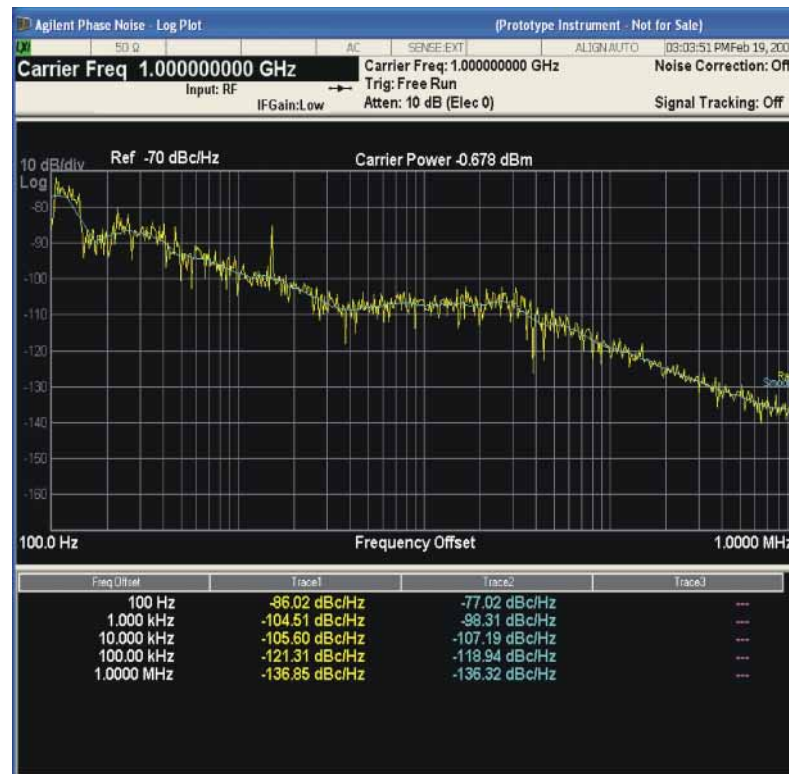 Agilent Phase Noise - Log Plot (Prototype Instrument - Not for Sale)
LXI 50 Ω AC SENSE:EXT ALIGN AUTO 03:03:51 PM Feb 19, 200
Carrier Freq 1.000000000 GHz Carrier Freq: 1.000000000 GHz Noise Correction: Off
Input: RF Trig: Free Run
IFGain:Low Atten: 10 dB (Elec 0) Signal Tracking: Off
10 dB/div Ref -70 dBc/Hz Carrier Power -0.678 dBm
Log
-80
-90
-100
-110
-120
-130
-140
-150
-160
100.0 Hz Frequency Offset 1.0000 MHz
Freq Offset Trace1 Trace2 Trace3
100 Hz -86.02 dBc/Hz -77.02 dBc/Hz ---
1.000 kHz -104.51 dBc/Hz -98.31 dBc/Hz ---
10.000 kHz -105.60 dBc/Hz -107.19 dBc/Hz ---
100.00 kHz -121.31 dBc/Hz -118.94 dBc/Hz ---
1.0000 MHz -136.85 dBc/Hz -136.32 dBc/Hz ---